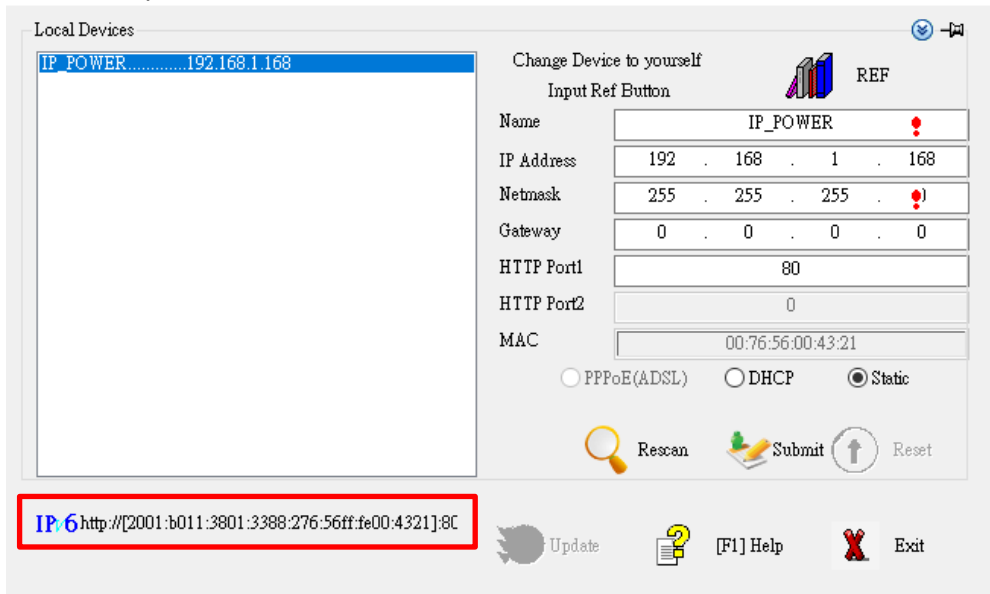 Local Devices
IP_POWER............192.168.1.168
Change Device to yourself
Input Ref Button
REF
Name IP_POWER
IP Address 192 . 168 . 1 . 168
Netmask 255 . 255 . 255 .
Gateway 0 . 0 . 0 . 0
HTTP Port1 80
HTTP Port2 0
MAC 00:76:56:00:43:21
PPPoE(ADSL) DHCP Static
Rescan Submit Reset
IPv6 http://[2001:b011:3801:3388:276:56ff:fe00:4321]:8
Update [F1] Help Exit